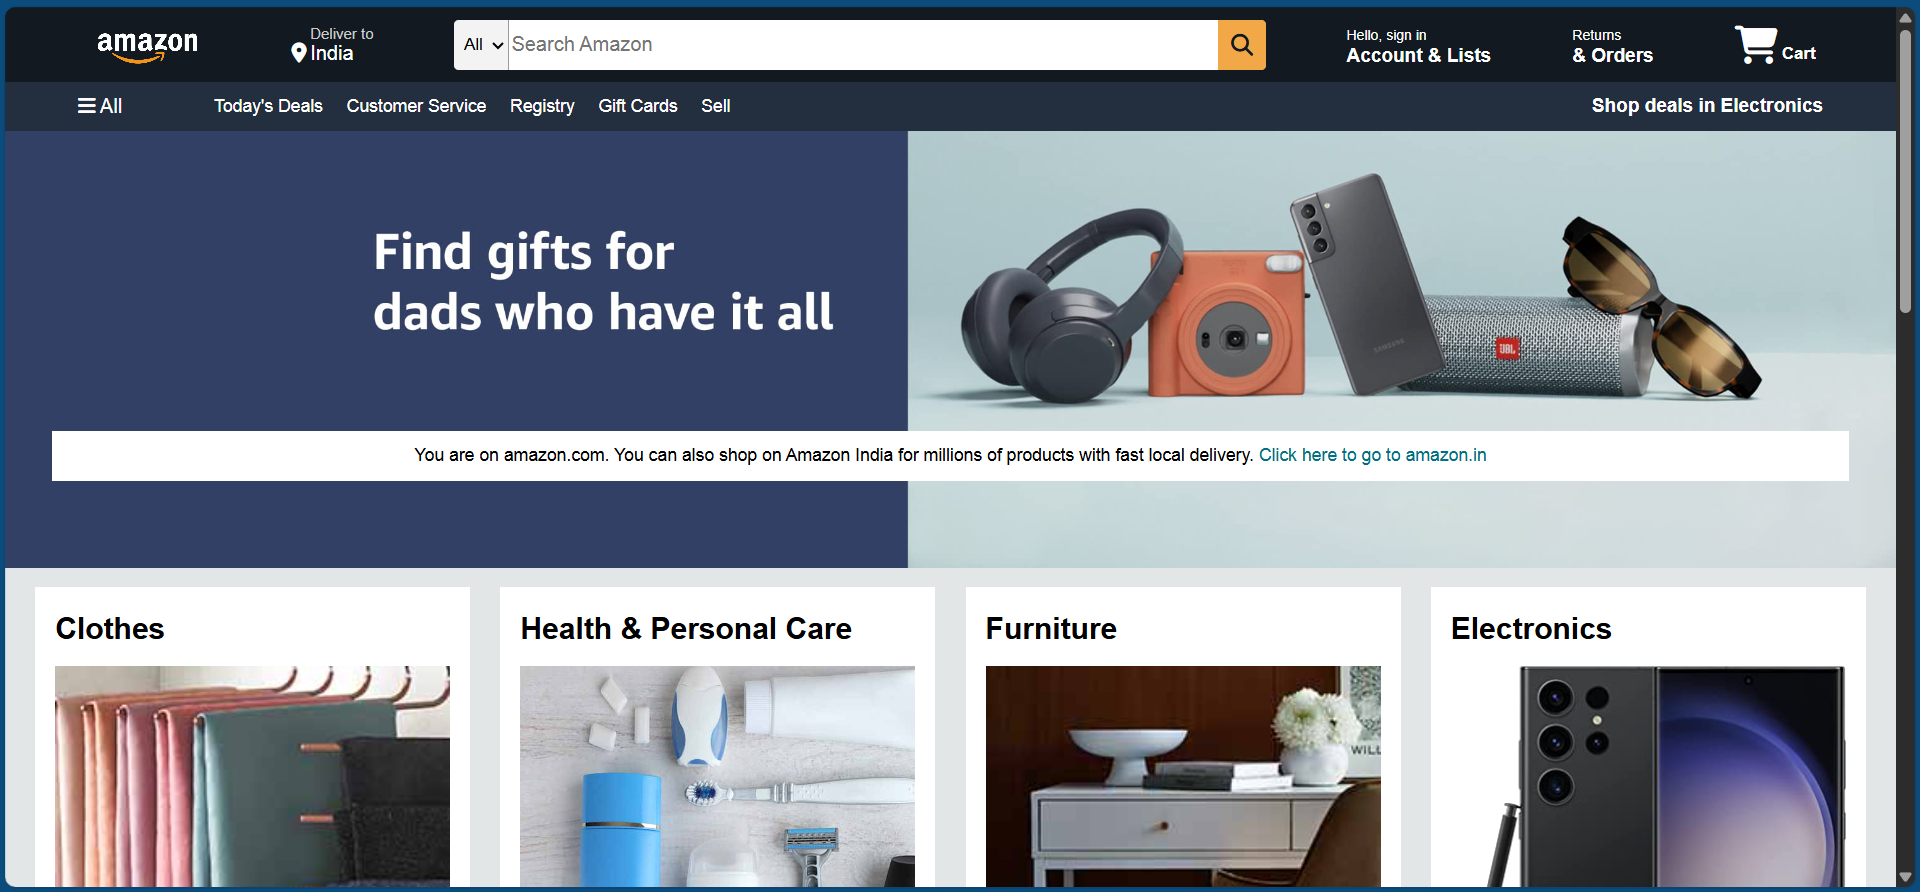 amazon
Deliver to
India
All
Search Amazon
Hello, sign in
Account & Lists
Returns
& Orders
Cart
All
Today's Deals
Customer Service
Registry
Gift Cards
Sell
Shop deals in Electronics
Find gifts for
dads who have it all
SAMSUNG
JBL
You are on amazon.com. You can also shop on Amazon India for millions of products with fast local delivery. Click here to go to amazon.in
Clothes
Health & Personal Care
Furniture
Electronics
WILL